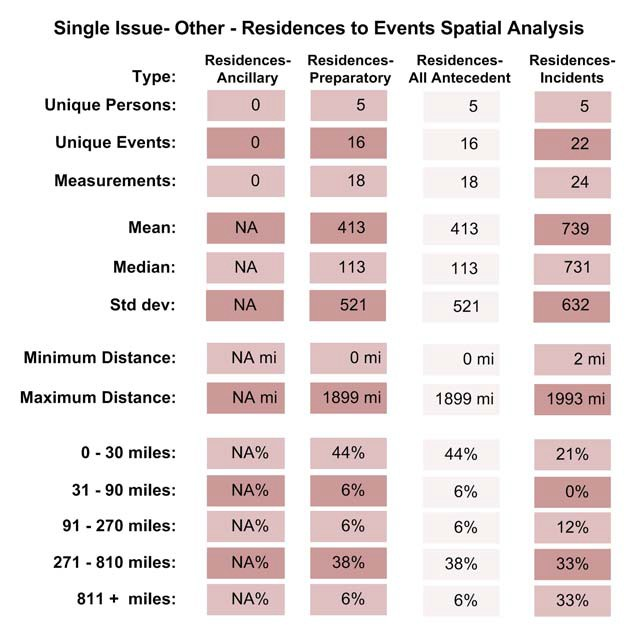 Single Issue- Other - Residences to Events Spatial Analysis
Type: Residences- Ancillary Residences- Preparatory Residences- All Antecedent Residences- Incidents
Unique Persons: 0 5 5 5
Unique Events: 0 16 16 22
Measurements: 0 18 18 24
Mean: NA 413 413 739
Median: NA 113 113 731
Std dev: NA 521 521 632
Minimum Distance: NA mi 0 mi 0 mi 2 mi
Maximum Distance: NA mi 1899 mi 1899 mi 1993 mi
0 - 30 miles: NA% 44% 44% 21%
31 - 90 miles: NA% 6% 6% 0%
91 - 270 miles: NA% 6% 6% 12%
271 - 810 miles: NA% 38% 38% 33%
811 + miles: NA% 6% 6% 33%